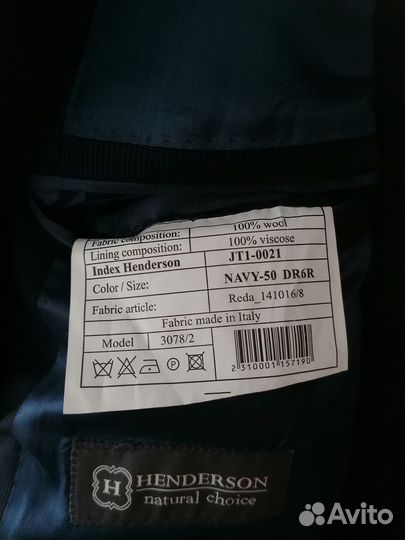 Fabric composition: 100% wool
Lining composition: 100% viscose
Index Henderson JT1-0021
Color / Size: NAVY-50 DR6R
Fabric article: Reda_141016/8
Fabric made in Italy
Model 3078/2
2 310001 157190
H HENDERSON
natural choice
Avito